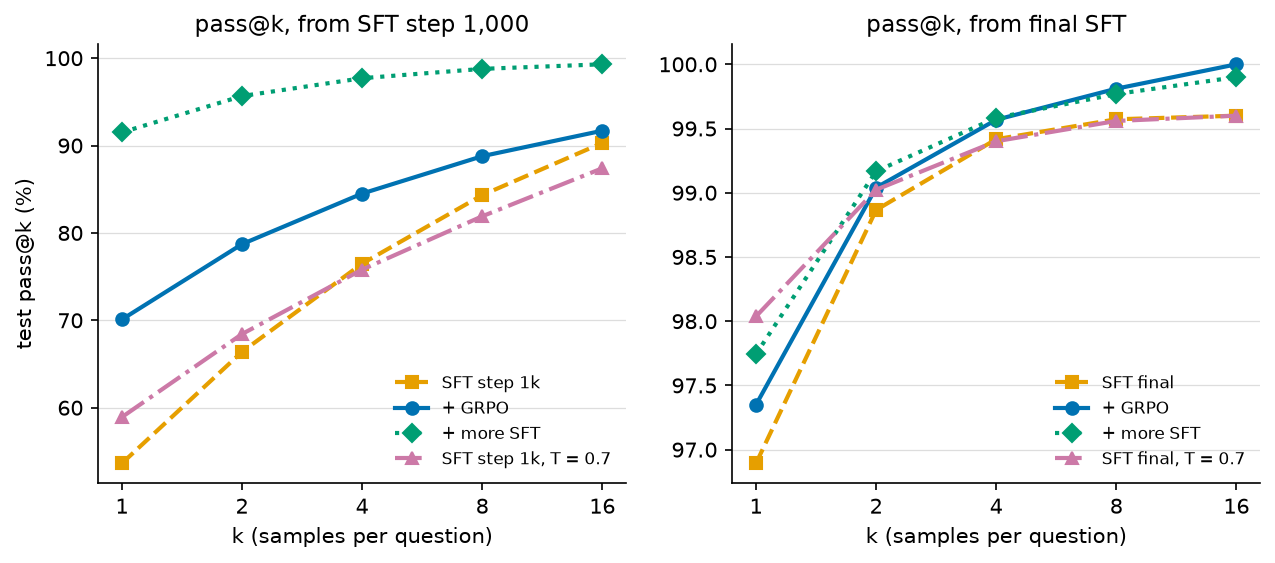 pass@k, from SFT step 1,000
test pass@k (%)
100
90
80
70
60
1
2
4
8
16
k (samples per question)
SFT step 1k
+ GRPO
+ more SFT
SFT step 1k, T = 0.7
pass@k, from final SFT
100.0
99.5
99.0
98.5
98.0
97.5
97.0
1
2
4
8
16
k (samples per question)
SFT final
+ GRPO
+ more SFT
SFT final, T = 0.7